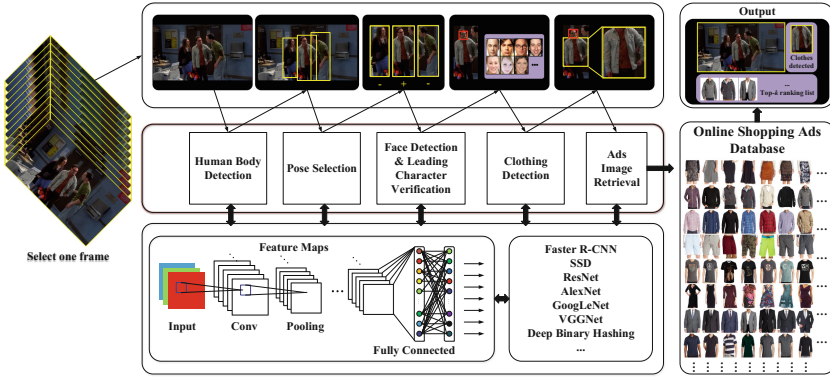 Output
Clothes
detected
...
Top-k ranking list
- + -
...
Select one frame
Human Body
Detection
Pose Selection
Face Detection
& Leading
Character
Verification
Clothing
Detection
Ads
Image
Retrieval
Online Shopping Ads
Database
Feature Maps
Input
Conv
Pooling
Fully Connected
Faster R-CNN
SSD
ResNet
AlexNet
GoogLeNet
VGGNet
Deep Binary Hashing
...